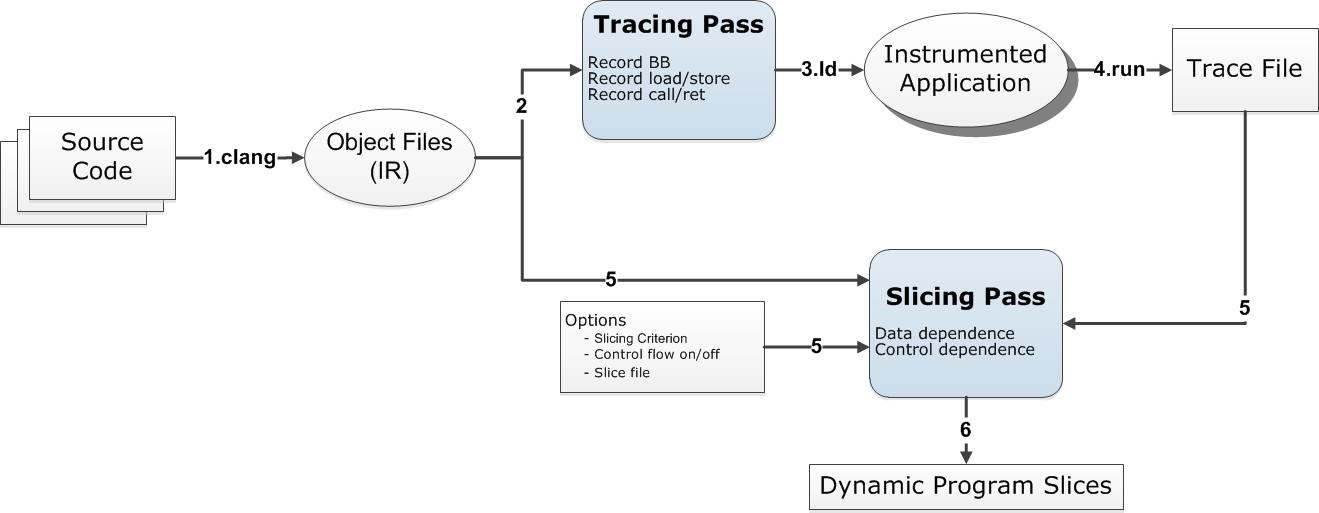 Source
Code
1.clang
Object Files
(IR)
2
Tracing Pass
Record BB
Record load/store
Record call/ret
3.ld
Instrumented
Application
4.run
Trace File
5
5
Options
- Slicing Criterion
- Control flow on/off
- Slice file
5
Slicing Pass
Data dependence
Control dependence
6
Dynamic Program Slices